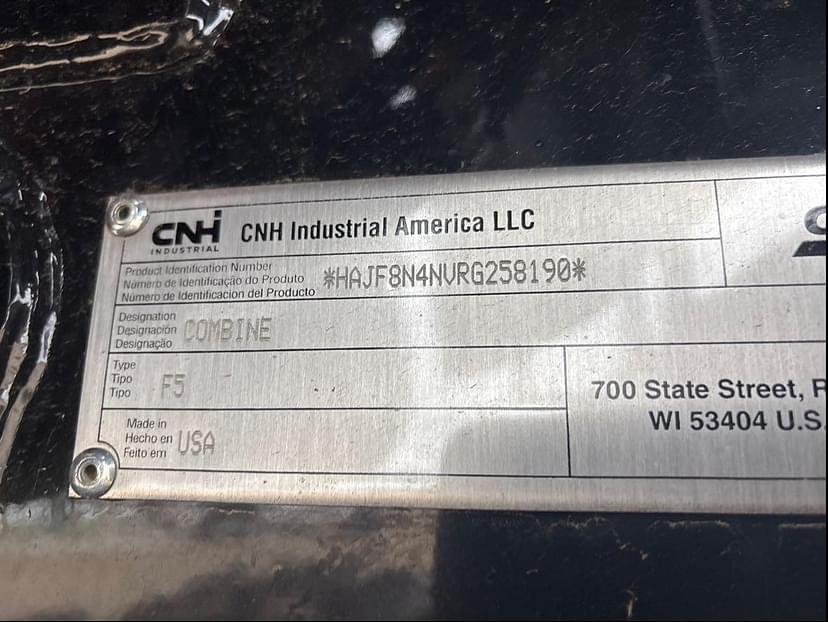 CNH INDUSTRIAL
CNH Industrial America LLC
Product Identification Number
Número de Identificação do Produto
Número de Identificacion del Producto
*HAJF8N4NVRG258190*
Designation
Designación
Designação
COMBINE
Type
Tipo
Tipo
F5
Made in
Hecho en
Feito em
USA
700 State Street,
WI 53404 U.S.